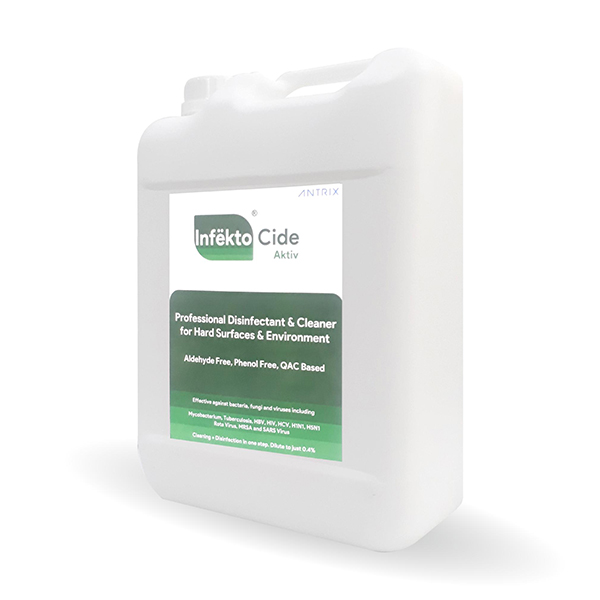 ANTRIX
Infëkto Cide ®
Aktiv
Professional Disinfectant & Cleaner
for Hard Surfaces & Environment
Aldehyde Free, Phenol Free, QAC Based
Effective against bacteria, fungi and viruses including
Mycobacterium, Tuberculosis, HBV, HIV, HCV, H1N1, H5N1
Rota Virus, MRSA and SARS Virus
Cleaning + Disinfection in one step. Dilute to just 0.4%